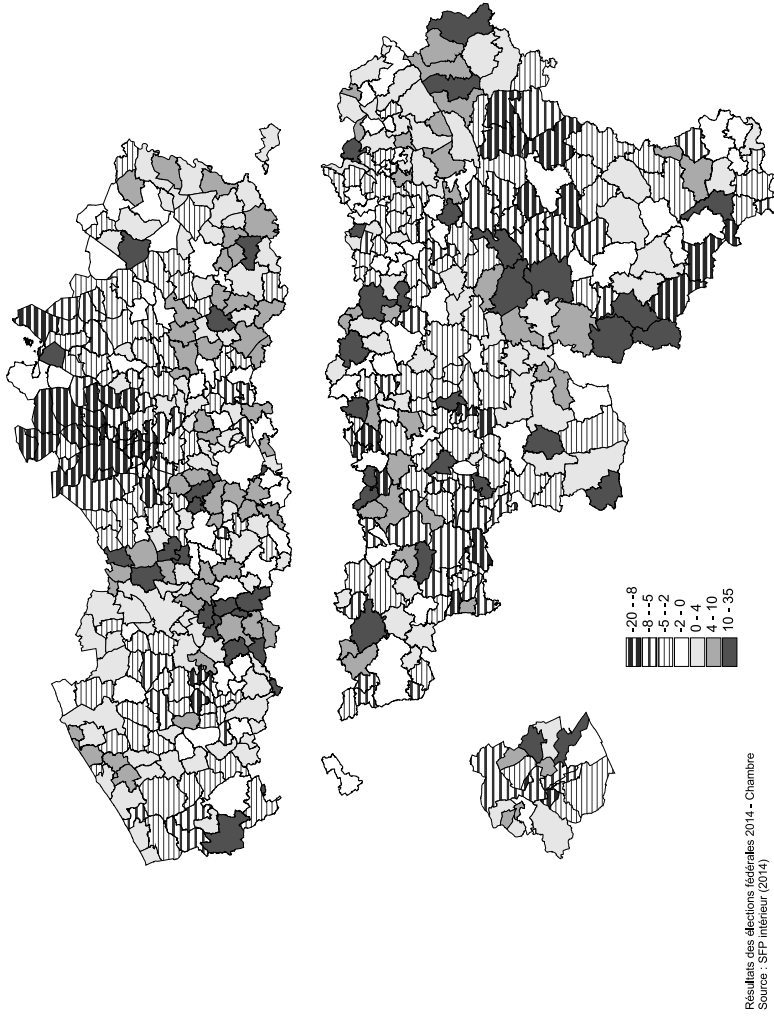 -20 - -8
-8 - -5
-5 - -2
-2 - 0
0 - 4
4 - 10
10 - 35
Résultats des élections fédérales 2014 - Chambre
Source : SFP intérieur (2014)